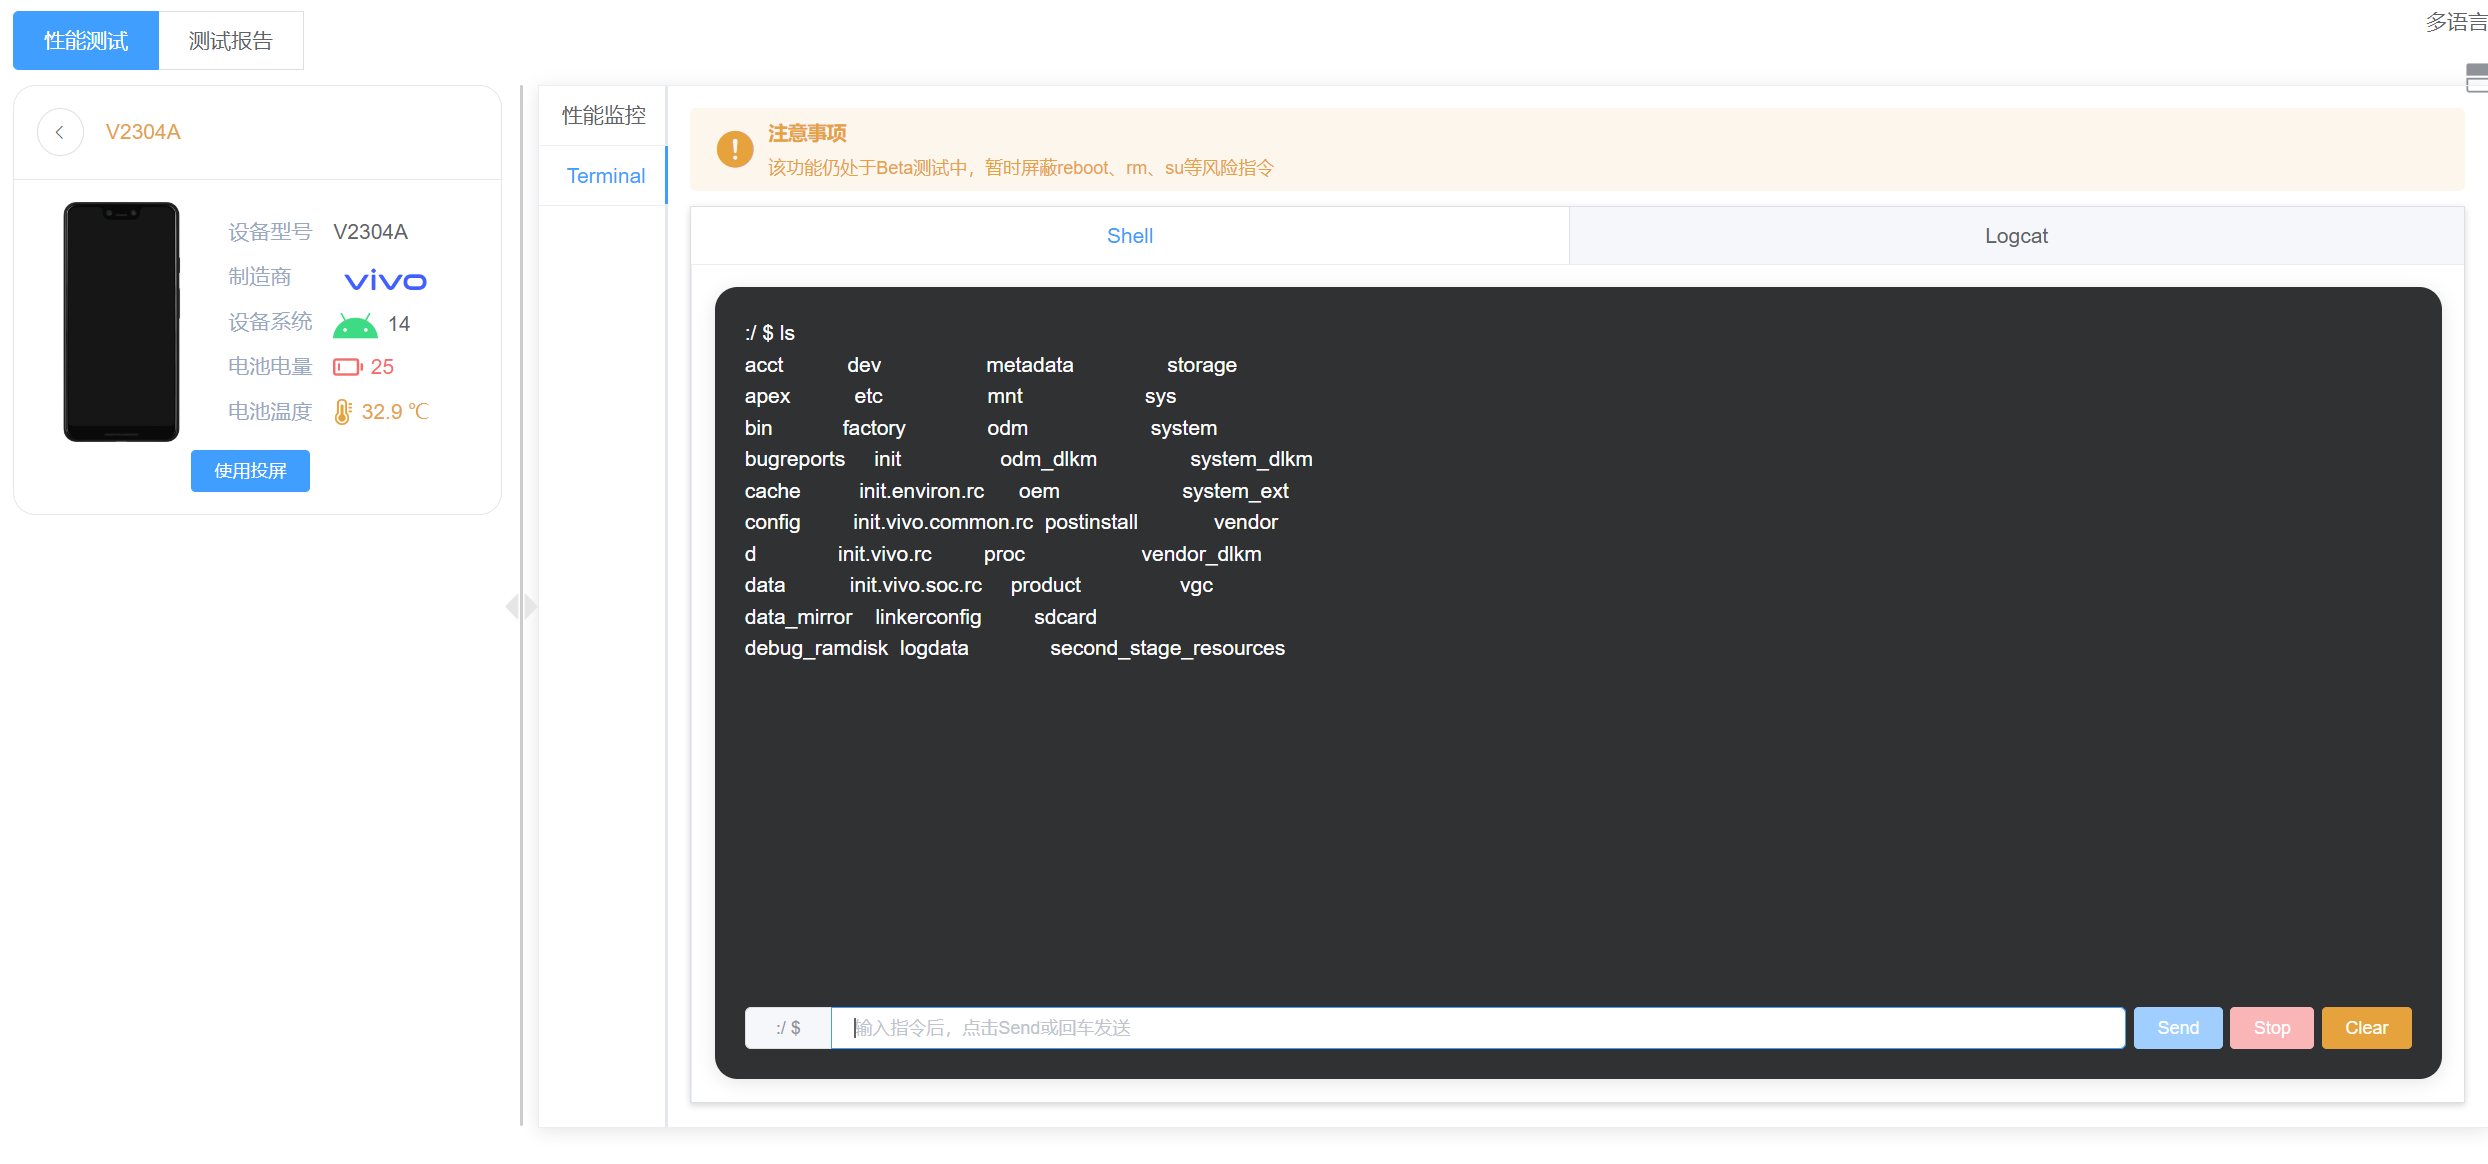 性能测试 测试报告 多语言
V2304A
设备型号 V2304A
制造商 vivo
设备系统 14
电池电量 25
电池温度 32.9 ℃
使用投屏
性能监控
Terminal
注意事项
该功能仍处于Beta测试中，暂时屏蔽reboot、rm、su等风险指令
Shell Logcat
:/ $ ls
acct dev metadata storage
apex etc mnt sys
bin factory odm system
bugreports init odm_dlkm system_dlkm
cache init.environ.rc oem system_ext
config init.vivo.common.rc postinstall vendor
d init.vivo.rc proc vendor_dlkm
data init.vivo.soc.rc product vgc
data_mirror linkerconfig sdcard
debug_ramdisk logdata second_stage_resources
:/ $ 输入指令后，点击Send或回车发送 Send Stop Clear